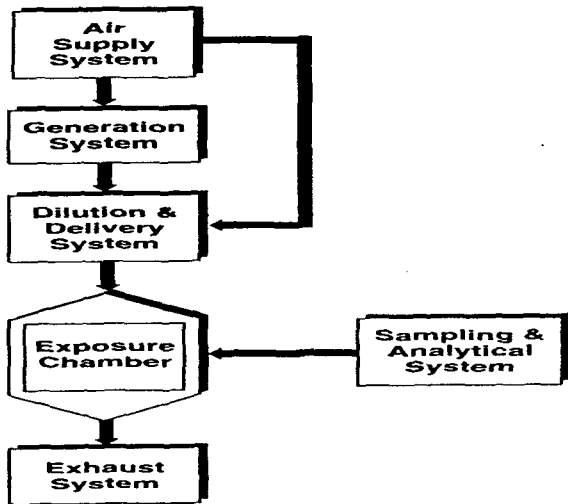 Air
Supply
System
Generation
System
Dilution &
Delivery
System
Exposure
Chamber
Sampling &
Analytical
System
Exhaust
System